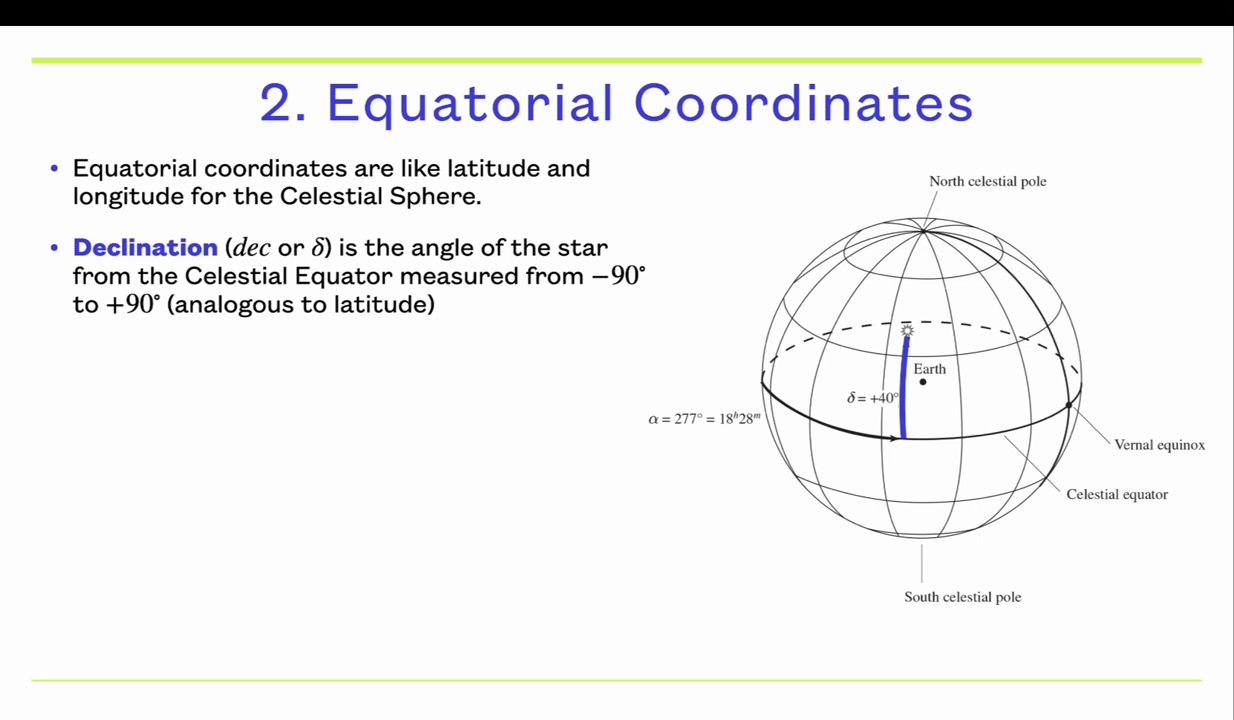 2. Equatorial Coordinates
• Equatorial coordinates are like latitude and
longitude for the Celestial Sphere.
• Declination (dec or δ) is the angle of the star
from the Celestial Equator measured from −90°
to +90° (analogous to latitude)
North celestial pole
Earth
δ = +40°
α = 277° = 18ʰ28ᵐ
Vernal equinox
Celestial equator
South celestial pole